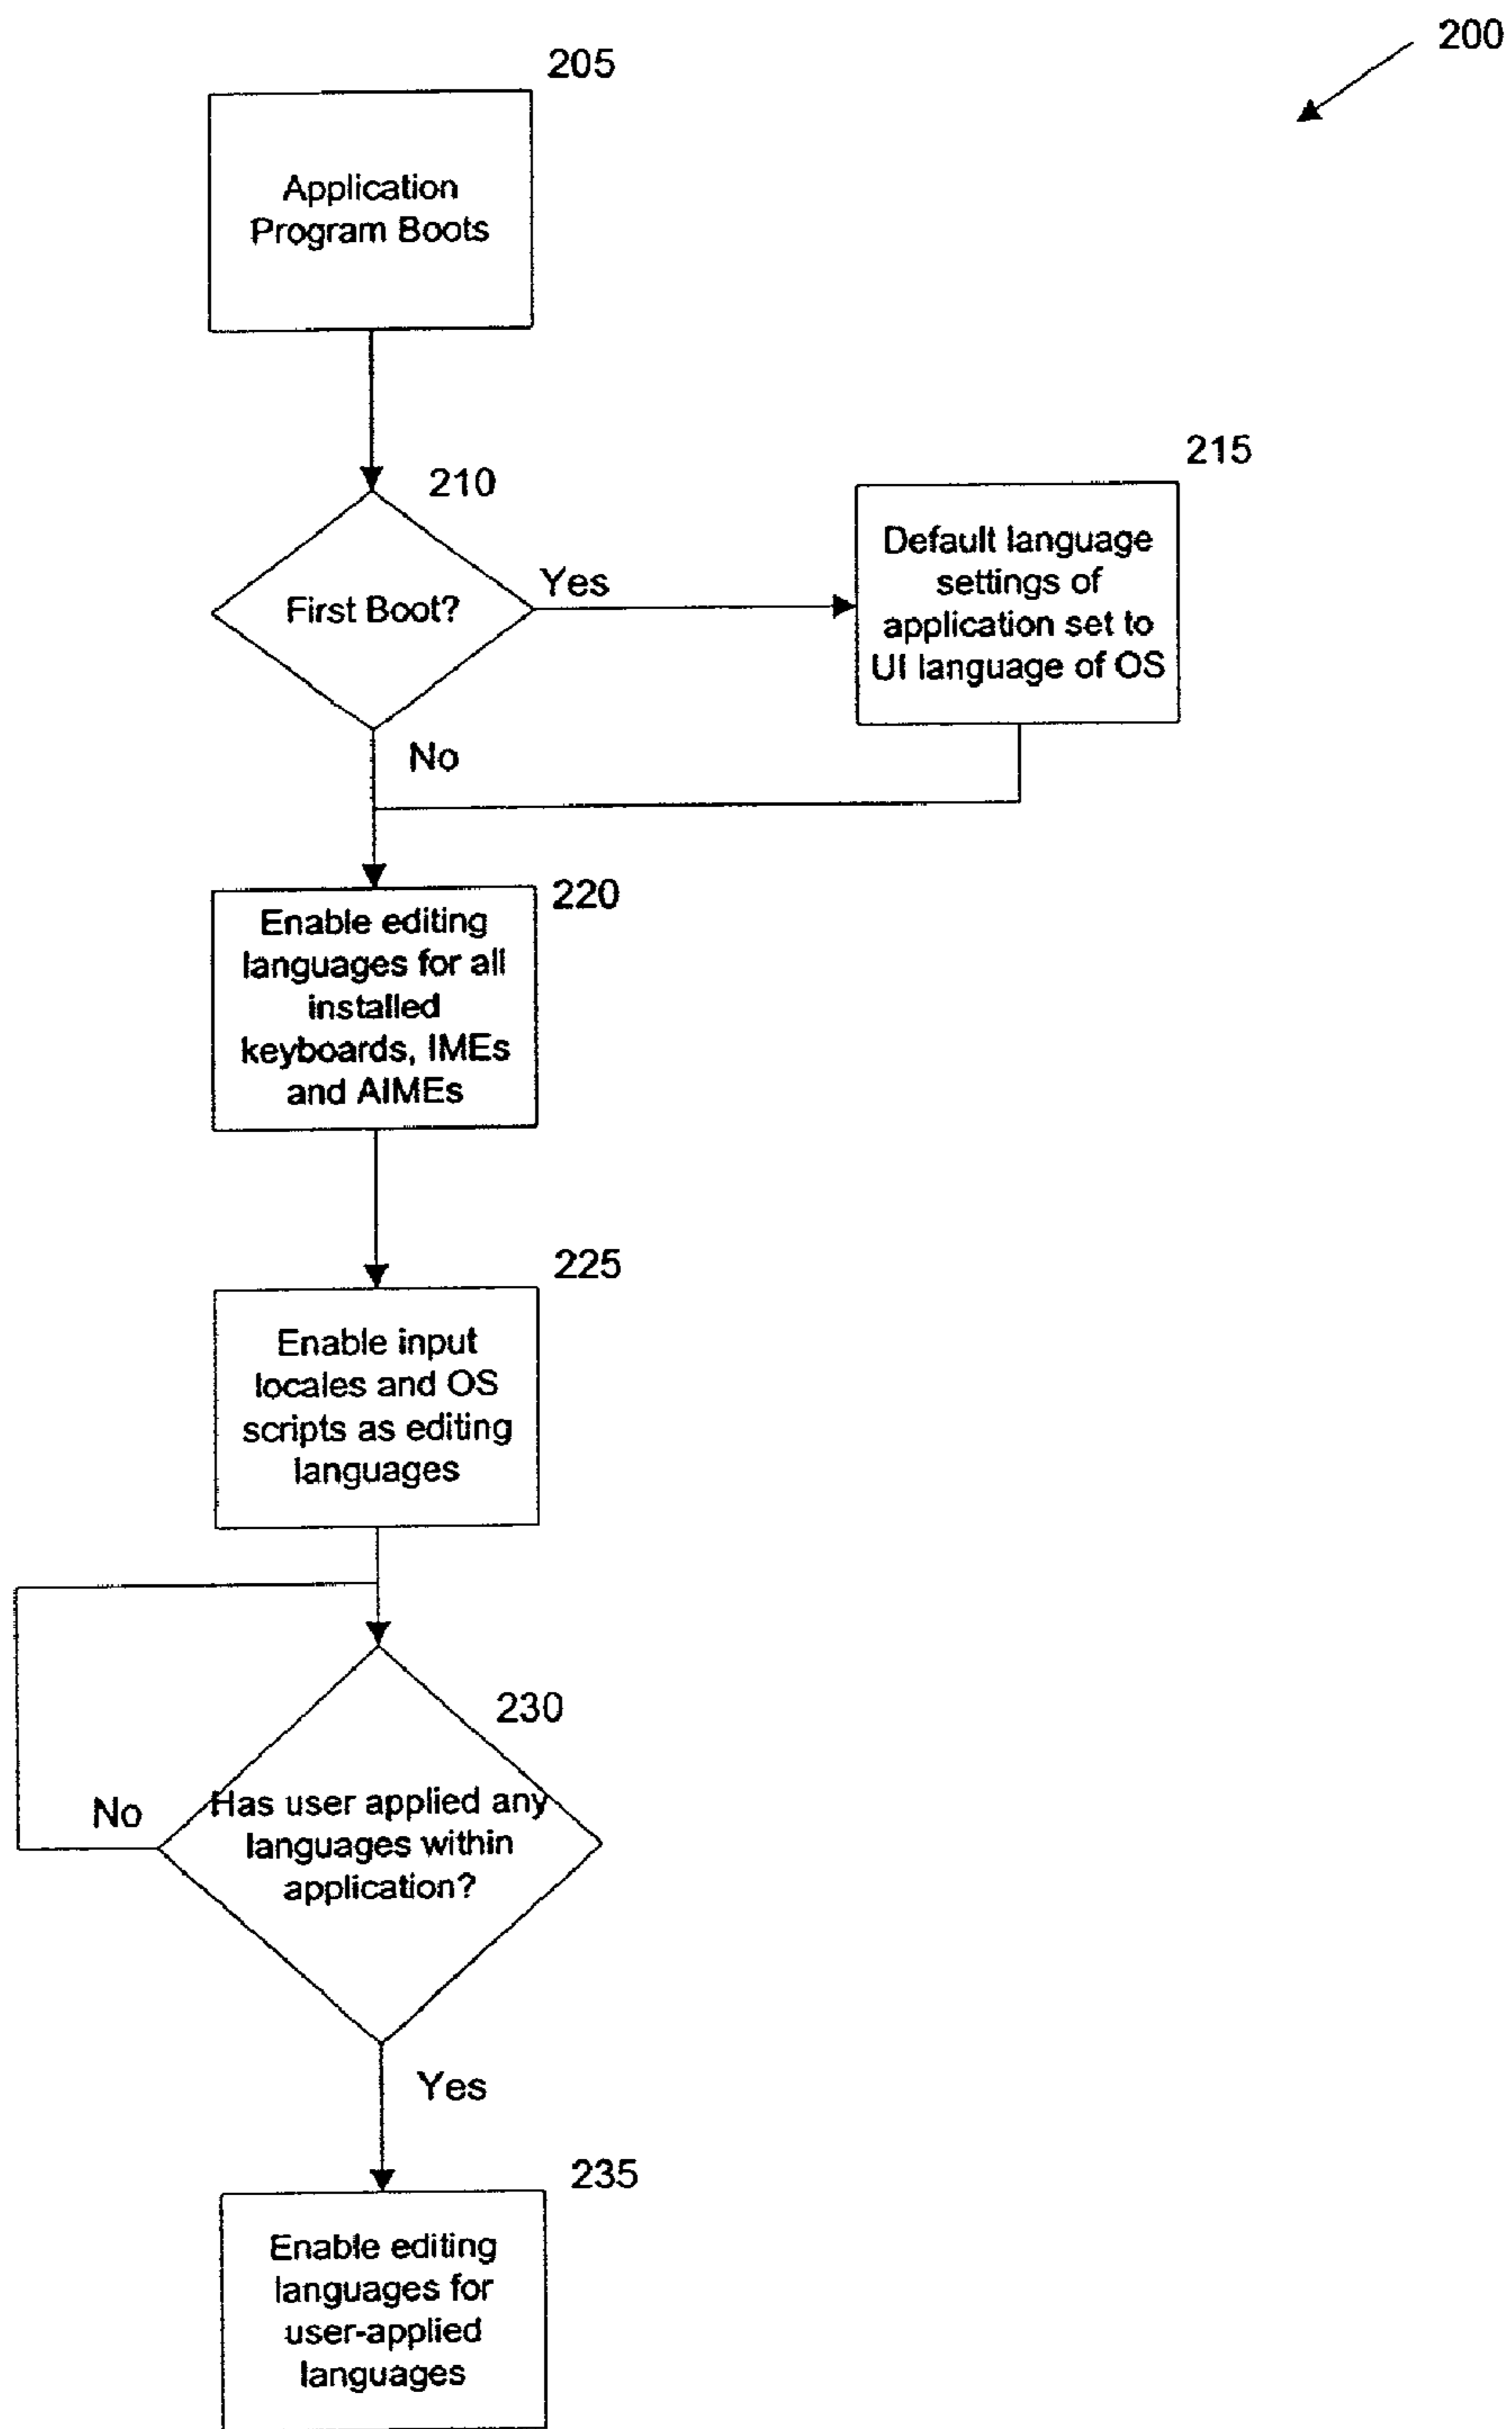 200
205
Application
Program Boots
210
First Boot?
Yes
No
215
Default language
settings of
application set to
UI language of OS
220
Enable editing
languages for all
installed
keyboards, IMEs
and AIMEs
225
Enable input
locales and OS
scripts as editing
languages
230
Has user applied any
languages within
application?
No
Yes
235
Enable editing
languages for
user-applied
languages